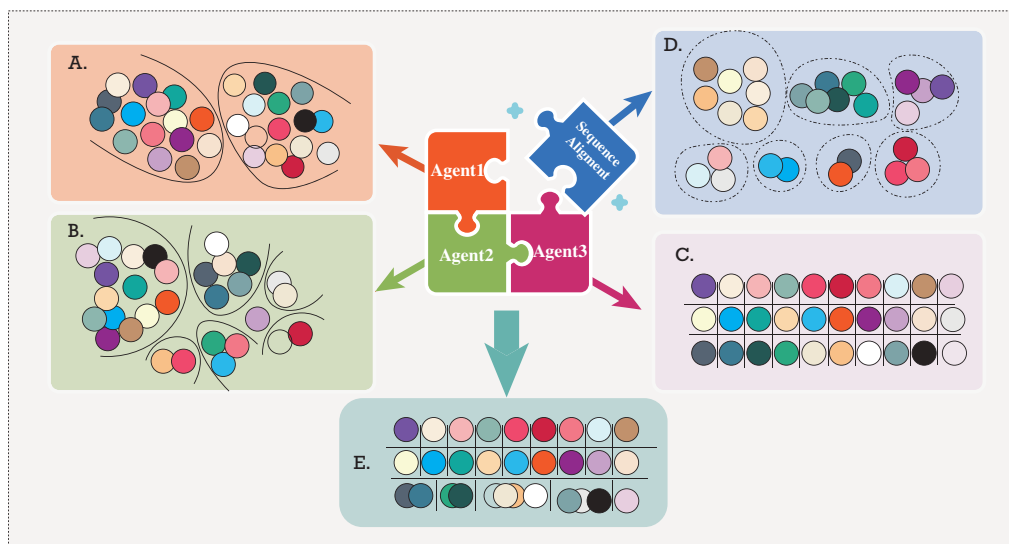 A.
D.
Agent1
Sequence
Aligment
B.
Agent2
Agent3
C.
E.